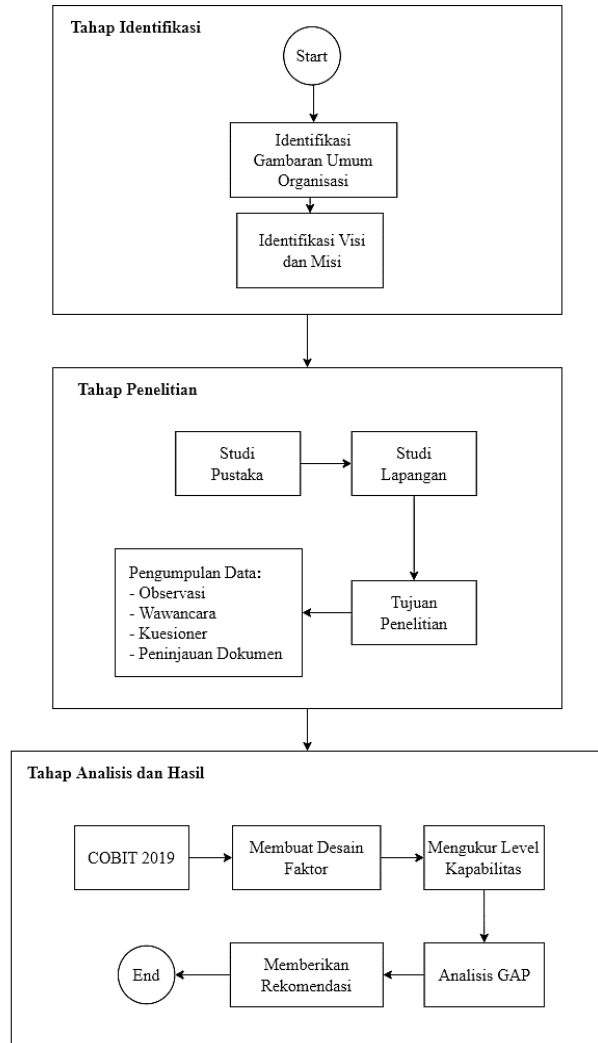 Tahap Identifikasi
Start
Identifikasi
Gambaran Umum
Organisasi
Identifikasi Visi
dan Misi
Tahap Penelitian
Studi
Pustaka
Studi
Lapangan
Tujuan
Penelitian
Pengumpulan Data:
- Observasi
- Wawancara
- Kuesioner
- Peninjauan Dokumen
Tahap Analisis dan Hasil
COBIT 2019
Membuat Desain
Faktor
Mengukur Level
Kapabilitas
Analisis GAP
Memberikan
Rekomendasi
End